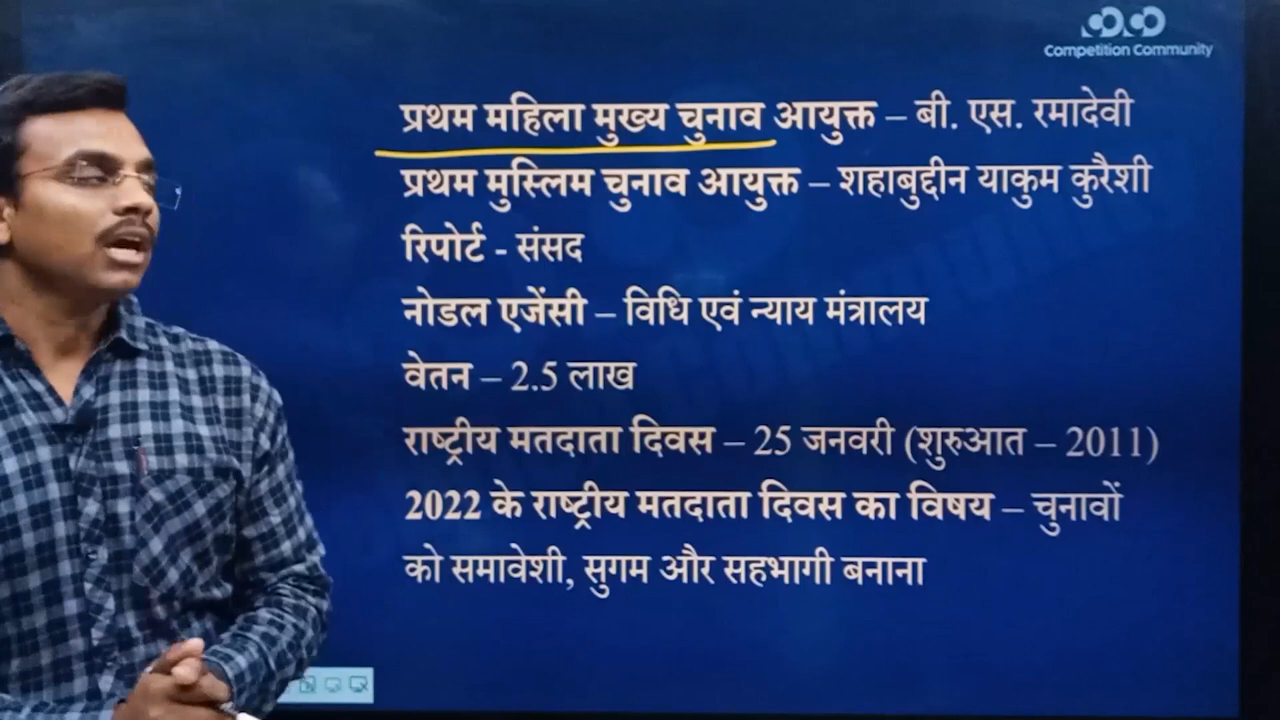 Competition Community
प्रथम महिला मुख्य चुनाव आयुक्त – बी. एस. रमादेवी
प्रथम मुस्लिम चुनाव आयुक्त – शहाबुद्दीन याकुम कुरैशी
रिपोर्ट - संसद
नोडल एजेंसी – विधि एवं न्याय मंत्रालय
वेतन – 2.5 लाख
राष्ट्रीय मतदाता दिवस – 25 जनवरी (शुरुआत – 2011)
2022 के राष्ट्रीय मतदाता दिवस का विषय – चुनावों
को समावेशी, सुगम और सहभागी बनाना